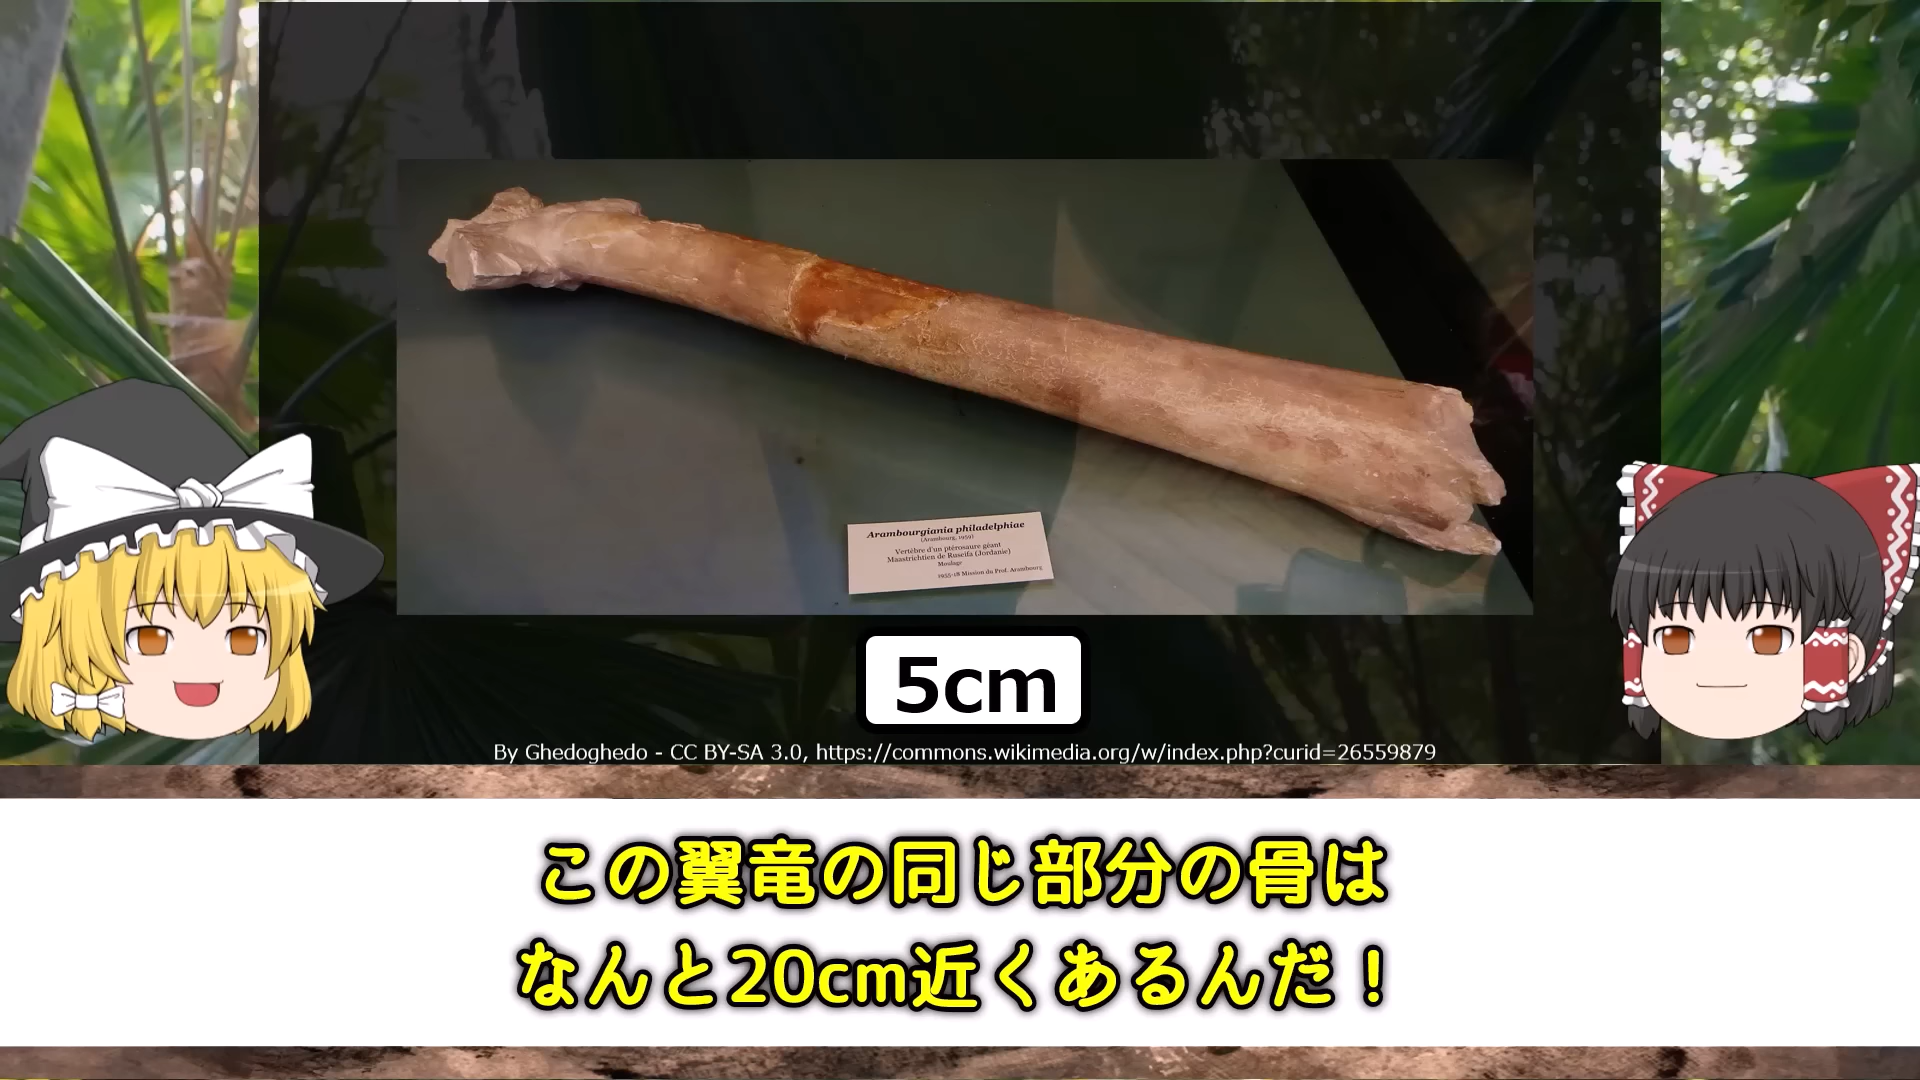 Arambourgiania philadelphiae
(Arambourg, 1959)
Vertèbre d'un ptérosaure géant
Maastrichtien de Ruseifa (Jordanie)
Moulage
1955-18 Mission du Prof. Arambourg
5cm
By Ghedoghedo - CC BY-SA 3.0, https://commons.wikimedia.org/w/index.php?curid=26559879
この翼竜の同じ部分の骨は
なんと20cm近くあるんだ！